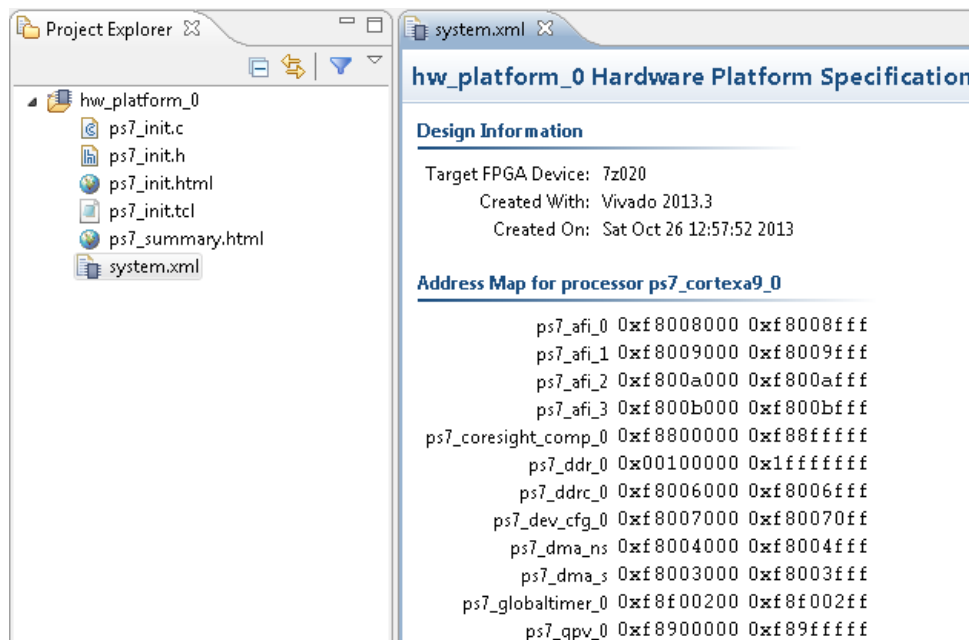 Project Explorer
hw_platform_0
ps7_init.c
ps7_init.h
ps7_init.html
ps7_init.tcl
ps7_summary.html
system.xml
system.xml
hw_platform_0 Hardware Platform Specification
Design Information
Target FPGA Device: 7z020
Created With: Vivado 2013.3
Created On: Sat Oct 26 12:57:52 2013
Address Map for processor ps7_cortexa9_0
ps7_afi_0 0xf8008000 0xf8008fff
ps7_afi_1 0xf8009000 0xf8009fff
ps7_afi_2 0xf800a000 0xf800afff
ps7_afi_3 0xf800b000 0xf800bfff
ps7_coresight_comp_0 0xf8800000 0xf88fffff
ps7_ddr_0 0x00100000 0x1fffffff
ps7_ddrc_0 0xf8006000 0xf8006fff
ps7_dev_cfg_0 0xf8007000 0xf80070ff
ps7_dma_ns 0xf8004000 0xf8004fff
ps7_dma_s 0xf8003000 0xf8003fff
ps7_globaltimer_0 0xf8f00200 0xf8f002ff
ps7_gpv_0 0xf8900000 0xf89fffff